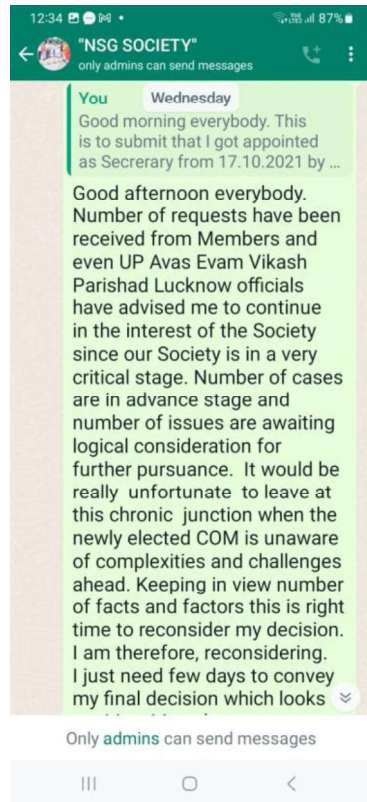 12:34
87%
"NSG SOCIETY"
only admins can send messages
You
Wednesday
Good morning everybody. This
is to submit that I got appointed
as Secrerary from 17.10.2021 by ...
Good afternoon everybody.
Number of requests have been
received from Members and
even UP Avas Evam Vikash
Parishad Lucknow officials
have advised me to continue
in the interest of the Society
since our Society is in a very
critical stage. Number of cases
are in advance stage and
number of issues are awaiting
logical consideration for
further pursuance. It would be
really unfortunate to leave at
this chronic junction when the
newly elected COM is unaware
of complexities and challenges
ahead. Keeping in view number
of facts and factors this is right
time to reconsider my decision.
I am therefore, reconsidering.
I just need few days to convey
my final decision which looks
Only admins can send messages